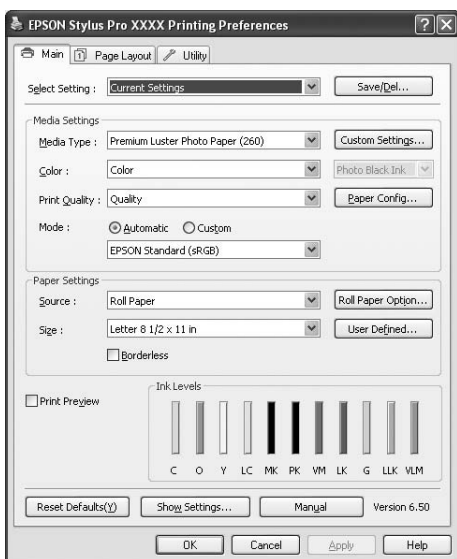 EPSON Stylus Pro XXXX Printing Preferences
Main Page Layout Utility
Select Setting : Current Settings Save/Del...
Media Settings
Media Type : Premium Luster Photo Paper (260) Custom Settings...
Color : Color Photo Black Ink
Print Quality : Quality Paper Config...
Mode : Automatic Custom
EPSON Standard (sRGB)
Paper Settings
Source : Roll Paper Roll Paper Option...
Size : Letter 8 1/2 x 11 in User Defined...
Borderless
Print Preview
Ink Levels
C O Y LC MK PK VM LK G LLK VLM
Reset Defaults(Y) Show Settings... Manual Version 6.50
OK Cancel Apply Help